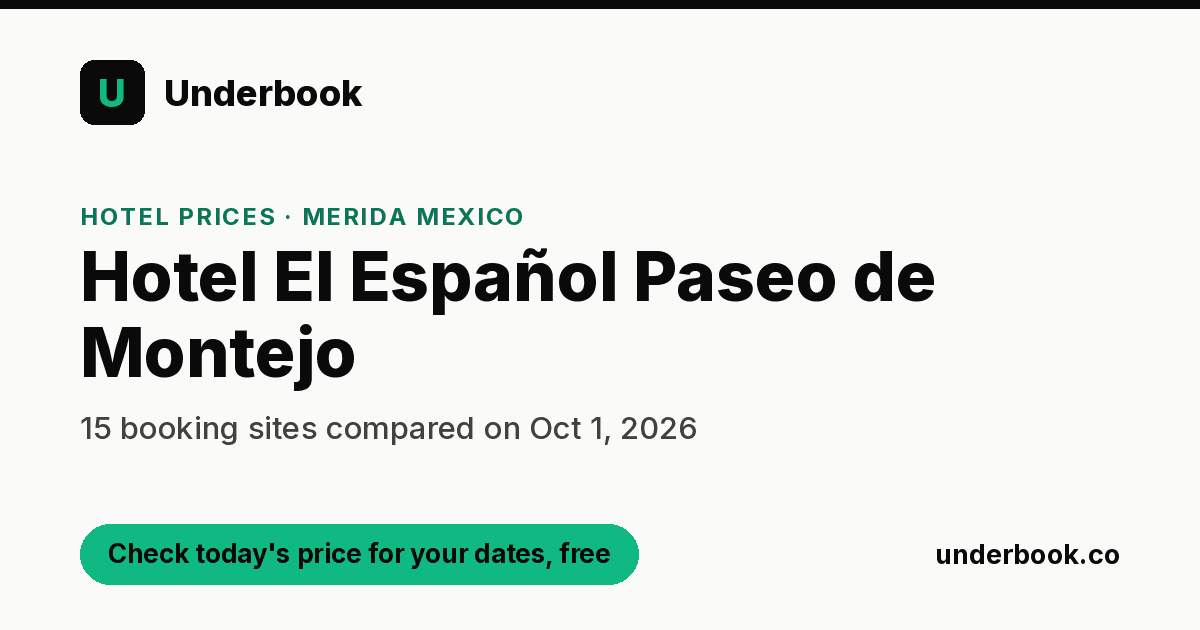 U Underbook
HOTEL PRICES · MERIDA MEXICO
Hotel El Español Paseo de
Montejo
15 booking sites compared on Oct 1, 2026
Check today's price for your dates, free
underbook.co